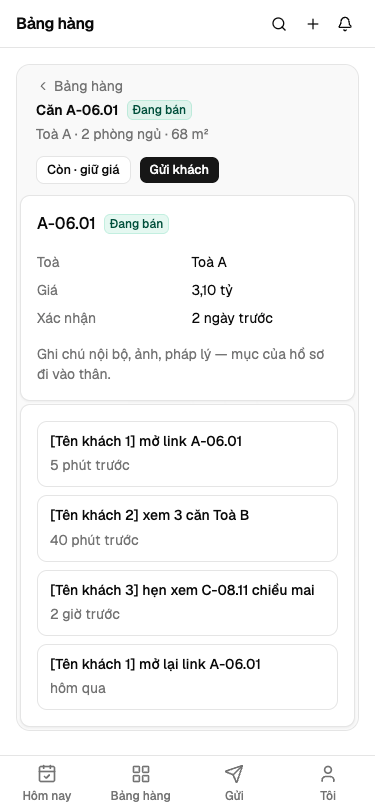 Bảng hàng
Bảng hàng
Căn A-06.01 Đang bán
Toà A · 2 phòng ngủ · 68 m²
Còn · giữ giá Gửi khách
A-06.01 Đang bán
Toà Toà A
Giá 3,10 tỷ
Xác nhận 2 ngày trước
Ghi chú nội bộ, ảnh, pháp lý — mục của hồ sơ
đi vào thân.
[Tên khách 1] mở link A-06.01
5 phút trước
[Tên khách 2] xem 3 căn Toà B
40 phút trước
[Tên khách 3] hẹn xem C-08.11 chiều mai
2 giờ trước
[Tên khách 1] mở lại link A-06.01
hôm qua
Hôm nay Bảng hàng Gửi Tôi